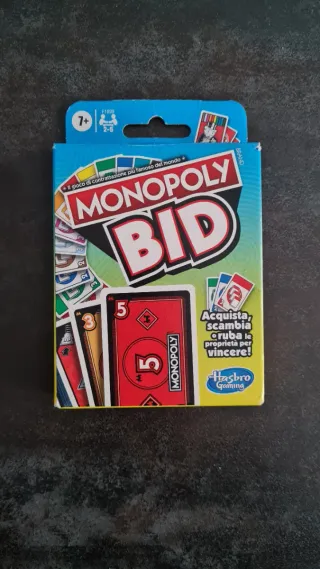 7+
2-5
Il gioco di contrattazione più famoso del mondo
MONOPOLY
BID
5
3
5
MONOPOLY
Acquista,
scambia
e ruba le
proprietà per
vincere!
Hasbro
Gaming